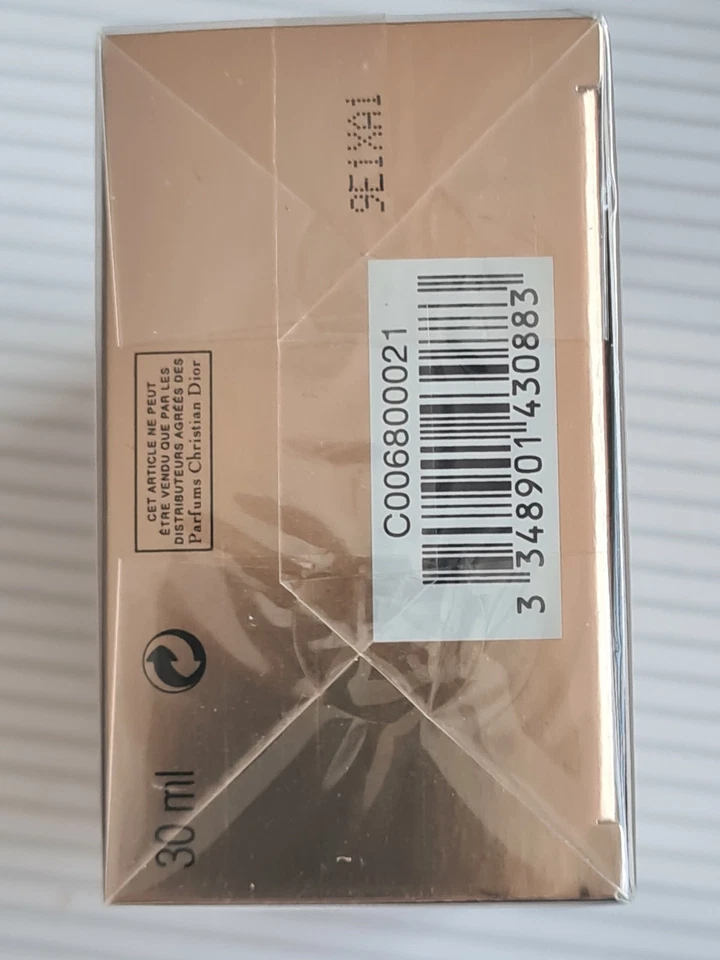 9E1XA1
C006800021
3 348901 430883
CET ARTICLE NE PEUT
ÊTRE VENDU QUE PAR LES
DISTRIBUTEURS AGRÉÉS DES
Parfums Christian Dior
30 ml